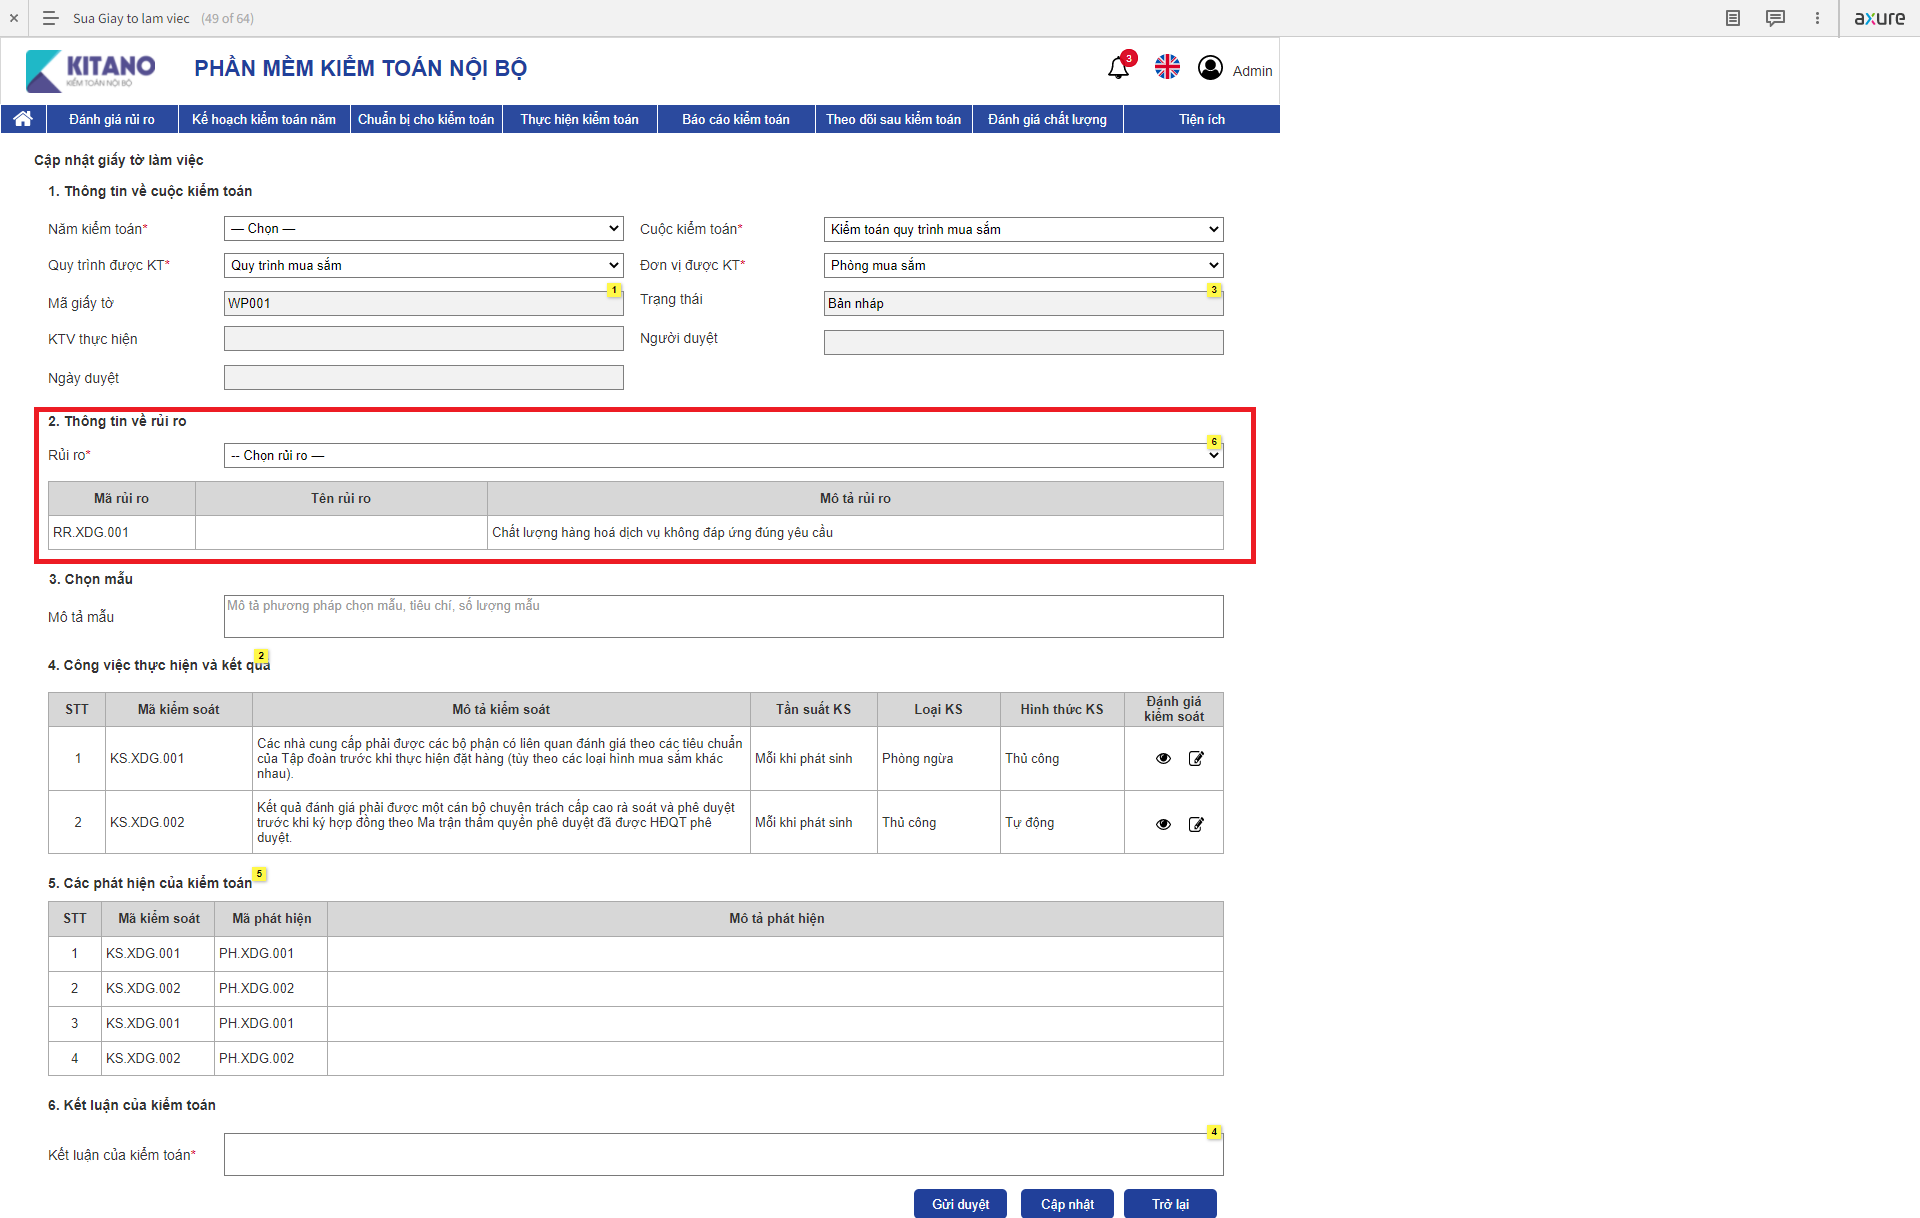 Sua Giay to lam viec (49 of 64)
axure
KITANO
KIỂM TOÁN NỘI BỘ
PHẦN MỀM KIỂM TOÁN NỘI BỘ
3
Admin
Đánh giá rủi ro
Kế hoạch kiểm toán năm
Chuẩn bị cho kiểm toán
Thực hiện kiểm toán
Báo cáo kiểm toán
Theo dõi sau kiểm toán
Đánh giá chất lượng
Tiện ích
Cập nhật giấy tờ làm việc
1. Thông tin về cuộc kiểm toán
Năm kiểm toán*
— Chọn —
Cuộc kiểm toán*
Kiểm toán quy trình mua sắm
Quy trình được KT*
Quy trình mua sắm
Đơn vị được KT*
Phòng mua sắm
Mã giấy tờ
WP001
1
Trạng thái
Bản nháp
3
KTV thực hiện
Người duyệt
Ngày duyệt
2. Thông tin về rủi ro
Rủi ro*
-- Chọn rủi ro —
6
Mã rủi ro
Tên rủi ro
Mô tả rủi ro
RR.XDG.001
Chất lượng hàng hoá dịch vụ không đáp ứng đúng yêu cầu
3. Chọn mẫu
Mô tả mẫu
Mô tả phương pháp chọn mẫu, tiêu chí, số lượng mẫu
4. Công việc thực hiện và kết quả
2
STT
Mã kiểm soát
Mô tả kiểm soát
Tần suất KS
Loại KS
Hình thức KS
Đánh giá
kiểm soát
1
KS.XDG.001
Các nhà cung cấp phải được các bộ phận có liên quan đánh giá theo các tiêu chuẩn
của Tập đoàn trước khi thực hiện đặt hàng (tùy theo các loại hình mua sắm khác
nhau).
Mỗi khi phát sinh
Phòng ngừa
Thủ công
2
KS.XDG.002
Kết quả đánh giá phải được một cán bộ chuyên trách cấp cao rà soát và phê duyệt
trước khi ký hợp đồng theo Ma trận thẩm quyền phê duyệt đã được HĐQT phê
duyệt.
Mỗi khi phát sinh
Thủ công
Tự động
5. Các phát hiện của kiểm toán
5
STT
Mã kiểm soát
Mã phát hiện
Mô tả phát hiện
1
KS.XDG.001
PH.XDG.001
2
KS.XDG.002
PH.XDG.002
3
KS.XDG.001
PH.XDG.001
4
KS.XDG.002
PH.XDG.002
6. Kết luận của kiểm toán
Kết luận của kiểm toán*
4
Gửi duyệt
Cập nhật
Trở lại